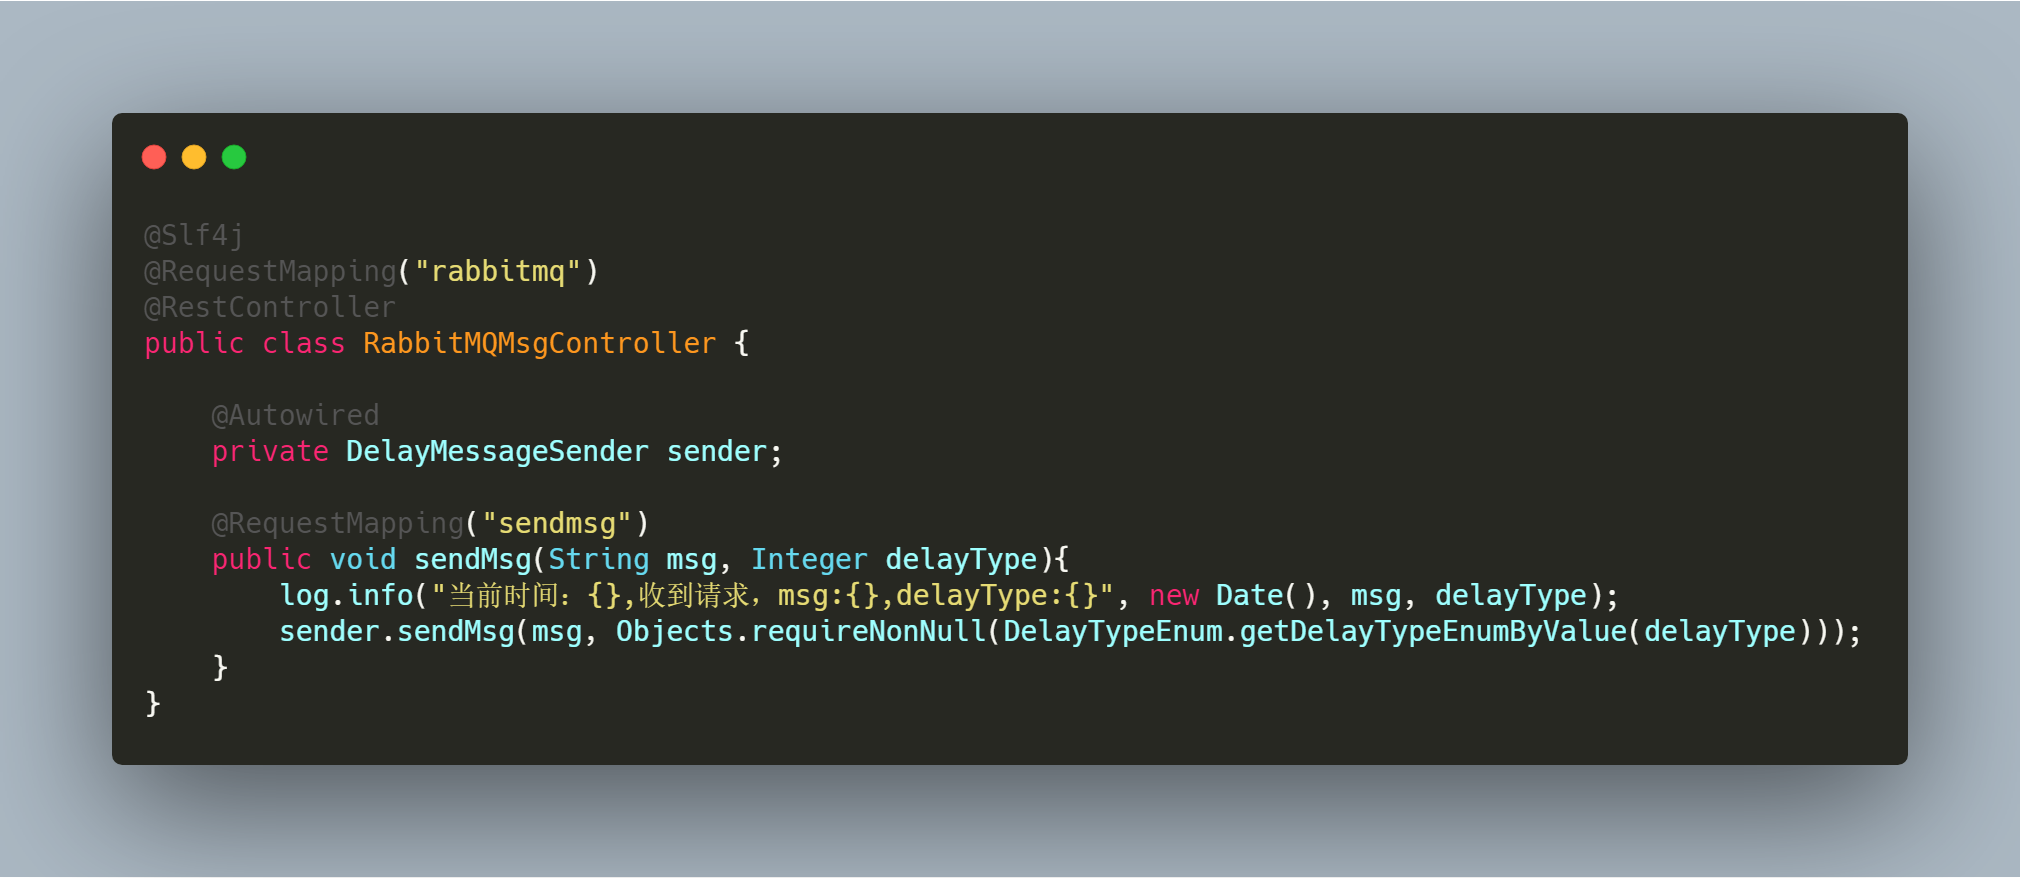 @Slf4j
@RequestMapping("rabbitmq")
@RestController
public class RabbitMQMsgController {
    @Autowired
    private DelayMessageSender sender;
    @RequestMapping("sendmsg")
    public void sendMsg(String msg, Integer delayType){
        log.info("当前时间：{},收到请求，msg:{},delayType:{}", new Date(), msg, delayType);
        sender.sendMsg(msg, Objects.requireNonNull(DelayTypeEnum.getDelayTypeEnumByValue(delayType)));
    }
}